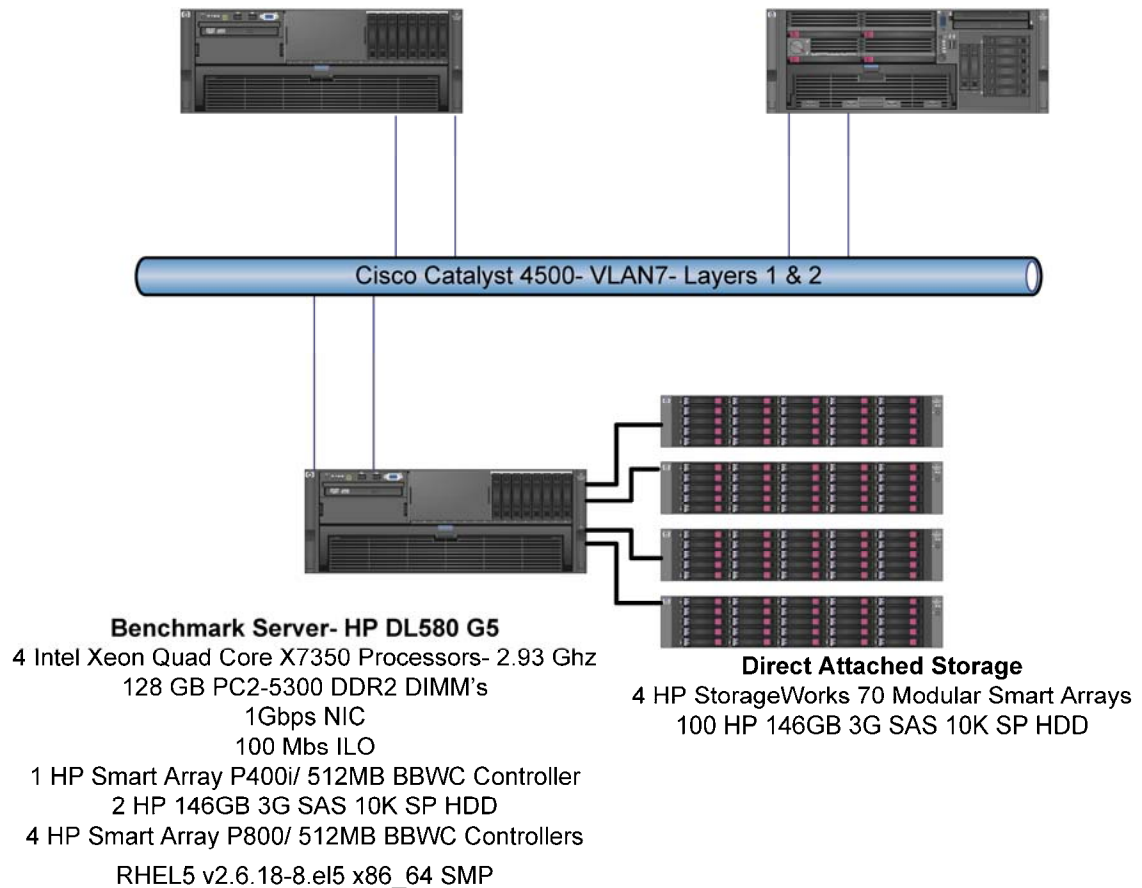 Cisco Catalyst 4500- VLAN7- Layers 1 & 2
Benchmark Server- HP DL580 G5
4 Intel Xeon Quad Core X7350 Processors- 2.93 Ghz
128 GB PC2-5300 DDR2 DIMM's
1Gbps NIC
100 Mbs ILO
1 HP Smart Array P400i/ 512MB BBWC Controller
2 HP 146GB 3G SAS 10K SP HDD
4 HP Smart Array P800/ 512MB BBWC Controllers
RHEL5 v2.6.18-8.el5 x86_64 SMP
Direct Attached Storage
4 HP StorageWorks 70 Modular Smart Arrays
100 HP 146GB 3G SAS 10K SP HDD